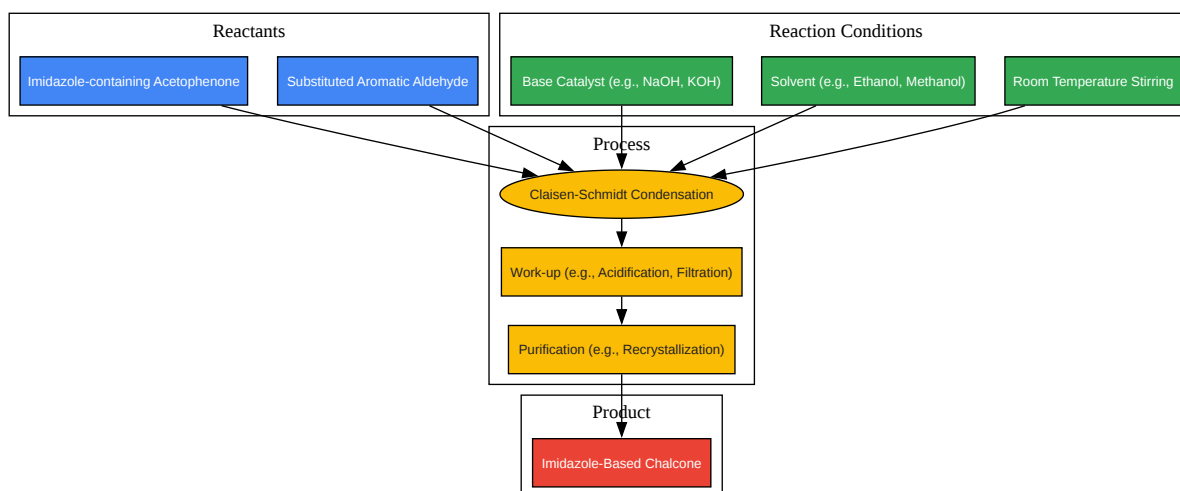 Reactants
Reaction Conditions
Imidazole-containing Acetophenone
Substituted Aromatic Aldehyde
Base Catalyst (e.g., NaOH, KOH)
Solvent (e.g., Ethanol, Methanol)
Room Temperature Stirring
Process
Claisen-Schmidt Condensation
Work-up (e.g., Acidification, Filtration)
Purification (e.g., Recrystallization)
Product
Imidazole-Based Chalcone